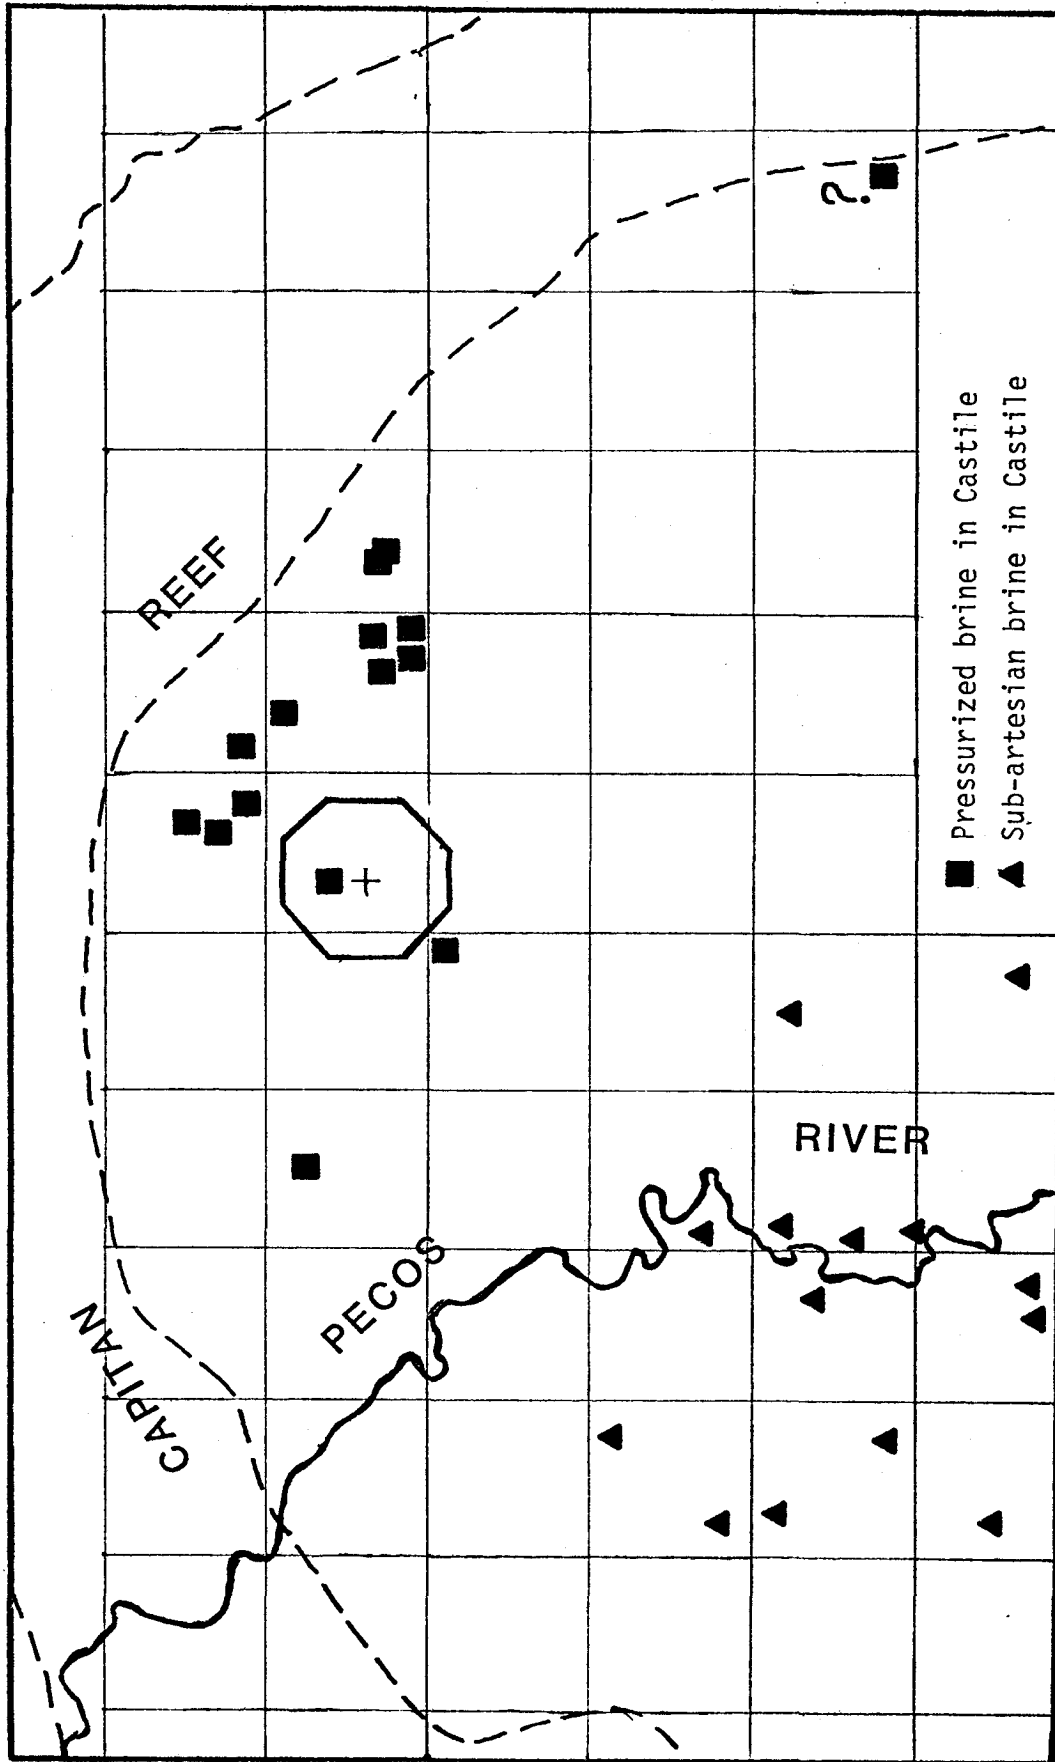 CAPITAN
REEF
PECOS
RIVER
?
Pressurized brine in Castile
Sub-artesian brine in Castile